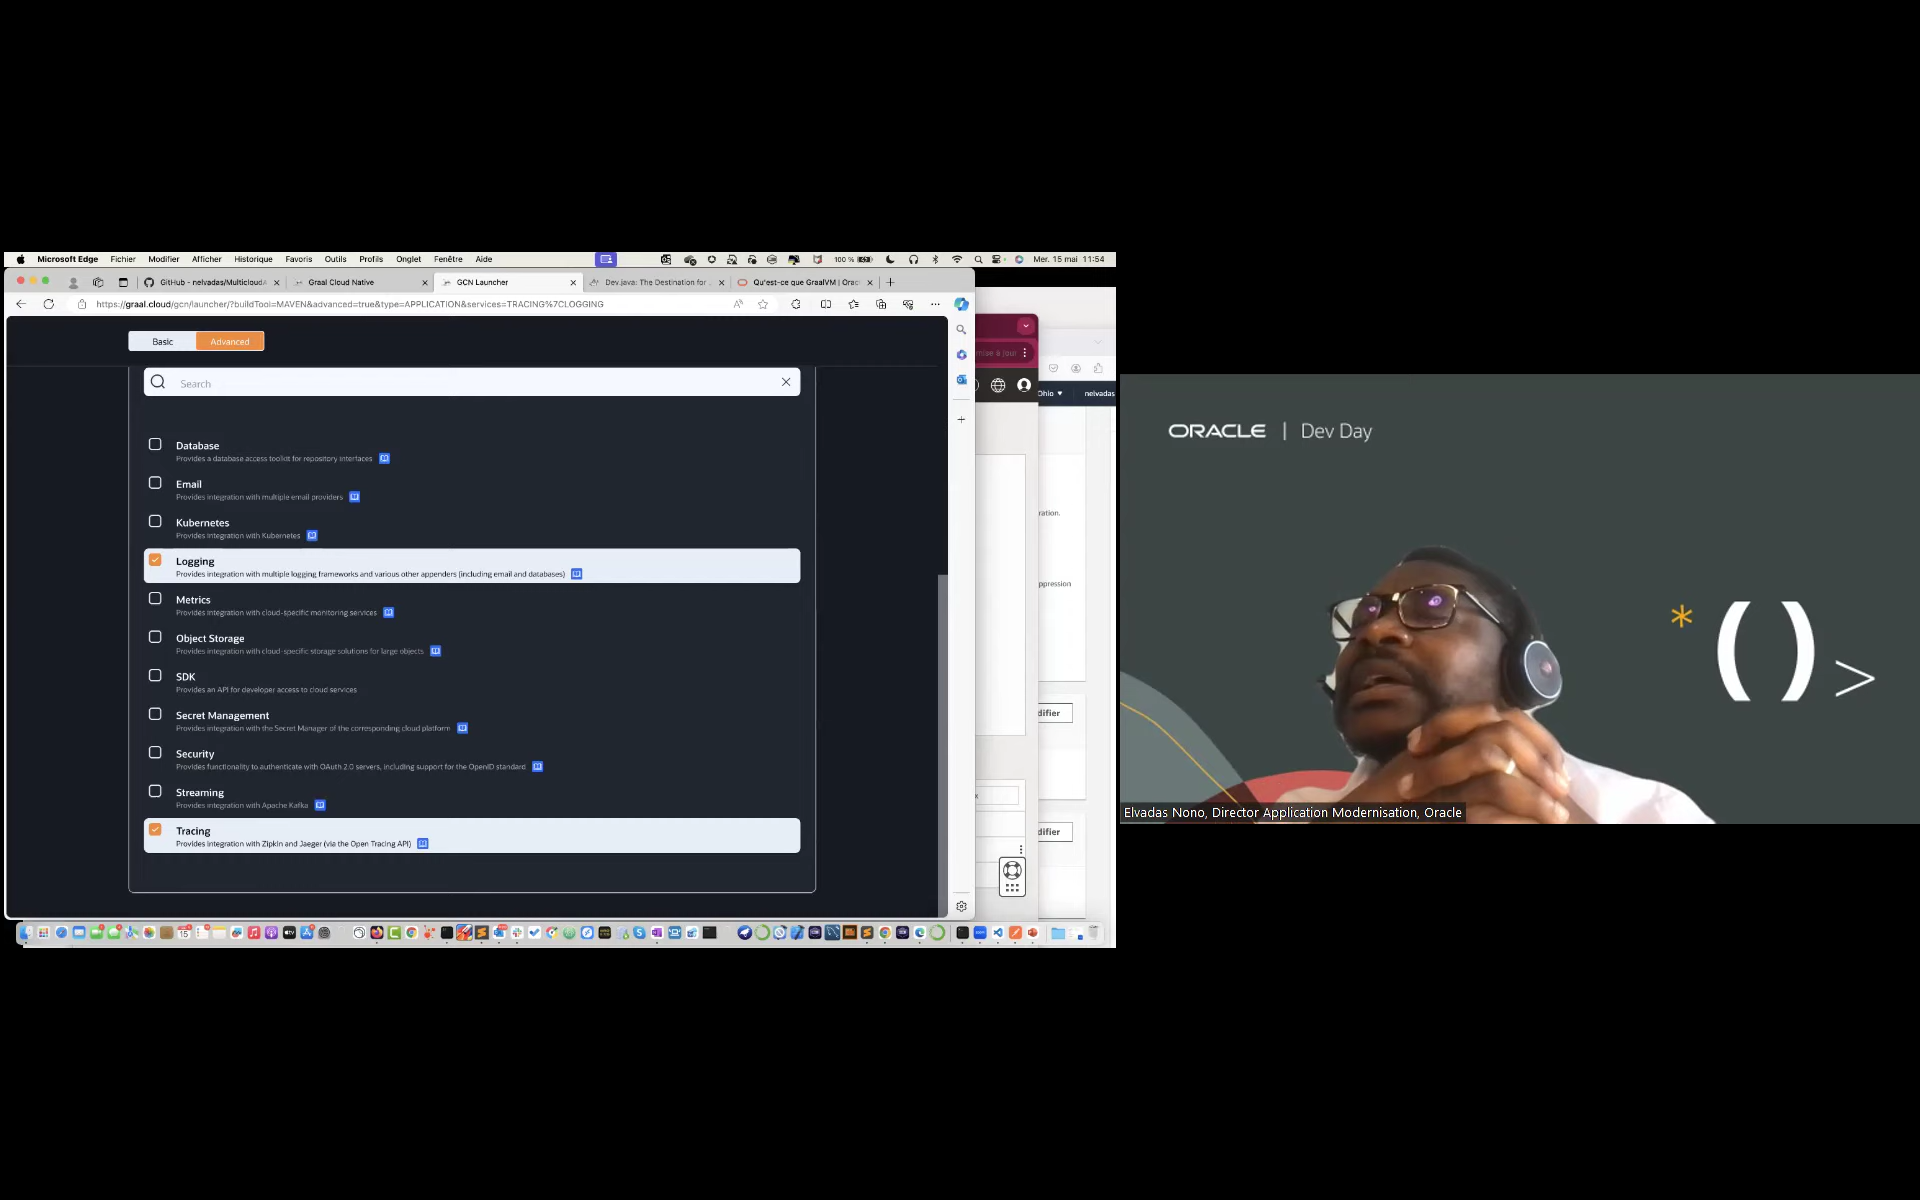 Microsoft Edge Fichier Modifier Afficher Historique Favoris Outils Profils Onglet Fenêtre Aide 100 % Mer. 15 mai 11:54
GitHub - nelvadas/MulticloudA Graal Cloud Native GCN Launcher Dev.java: The Destination for Qu'est-ce que GraalVM | Orac
https://graal.cloud/gcn/launcher/?buildTool=MAVEN&advanced=true&type=APPLICATION&services=TRACING%7CLOGGING
Basic Advanced
mise à jour
Search
Ohio nelvadas
Database
Provides a database access toolkit for repository interfaces
Email
Provides integration with multiple email providers
Kubernetes
Provides integration with Kubernetes
Logging
Provides integration with multiple logging frameworks and various other appenders (including email and databases)
Metrics
Provides integration with cloud-specific monitoring services
Object Storage
Provides integration with cloud-specific storage solutions for large objects
SDK
Provides an API for developer access to cloud services
Secret Management
Provides integration with the Secret Manager of the corresponding cloud platform
Security
Provides functionality to authenticate with OAuth 2.0 servers, including support for the OpenID standard
Streaming
Provides integration with Apache Kafka
Tracing
Provides integration with Zipkin and Jaeger (via the Open Tracing API)
ration.
ppression
difier
x
difier
ORACLE | Dev Day
* ( ) >
Elvadas Nono, Director Application Modernisation, Oracle